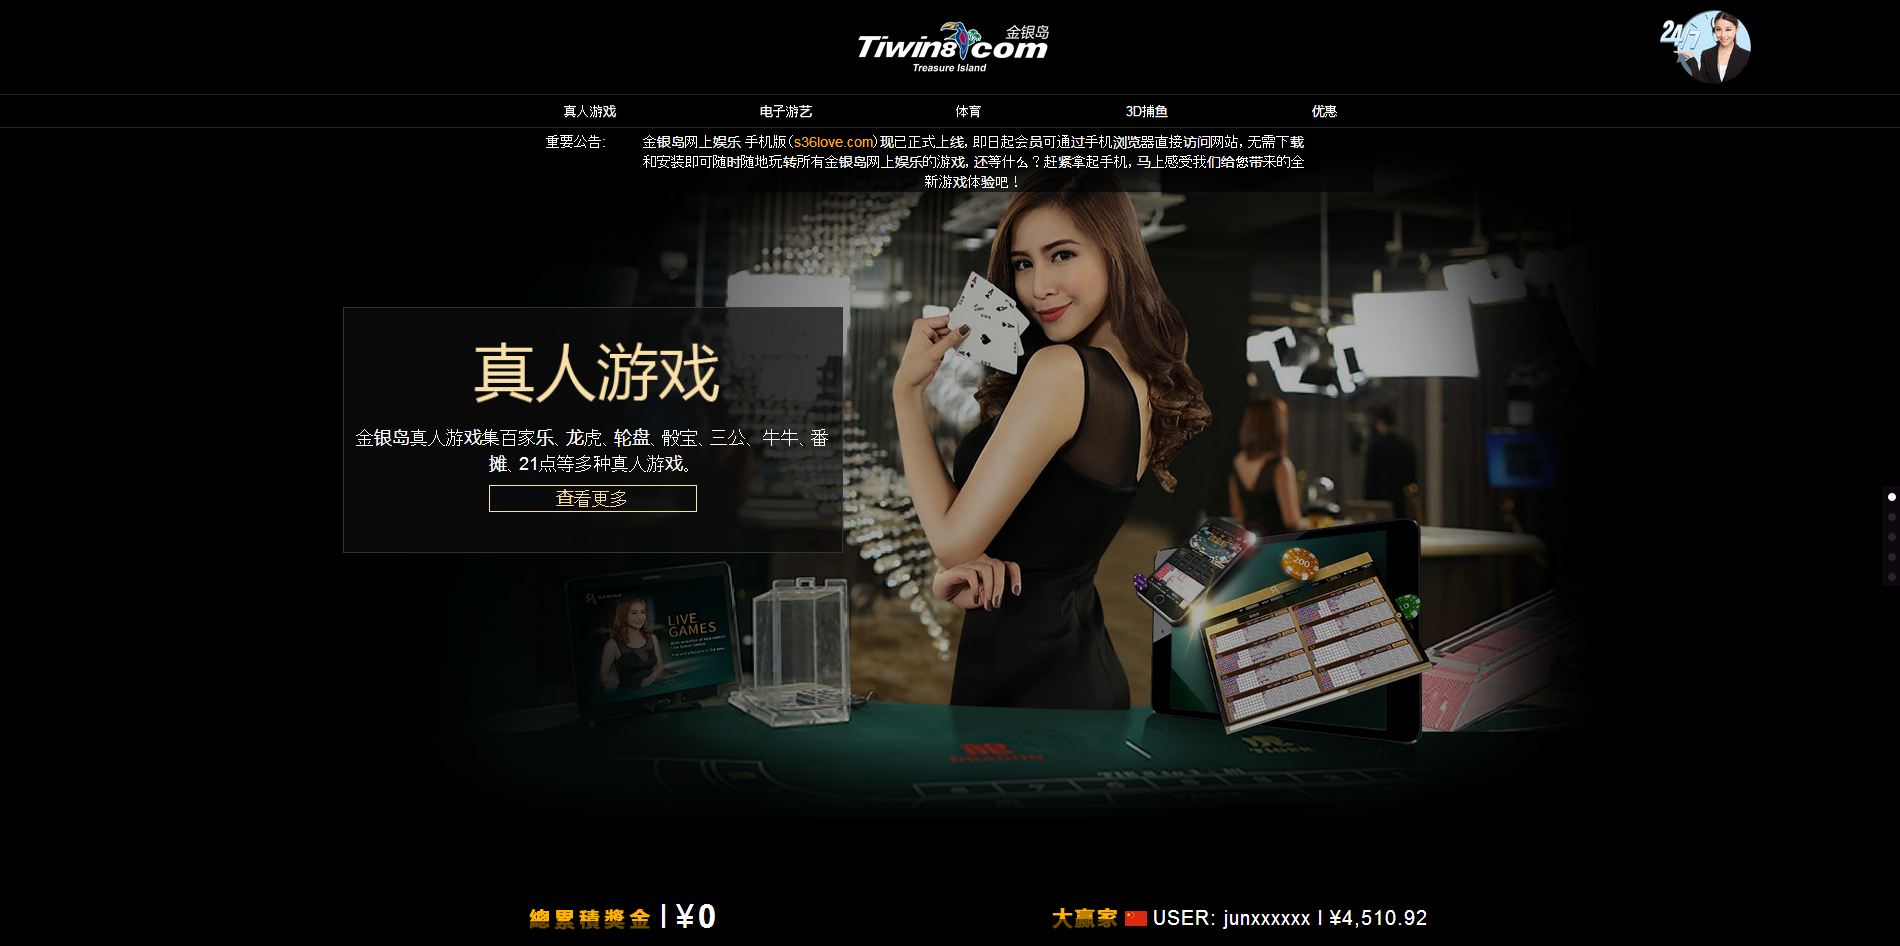 金银岛
Tiwin8.com
Treasure Island
24/7
真人游戏
电子游艺
体育
3D捕鱼
优惠
重要公告:
金银岛网上娱乐 手机版(s36love.com)现已正式上线, 即日起会员可通过手机浏览器直接访问网站, 无需下载
和安装即可随时随地玩转所有金银岛网上娱乐的游戏, 还等什么？赶紧拿起手机, 马上感受我们给您带来的全
新游戏体验吧！
真人游戏
金银岛真人游戏集百家乐、龙虎、轮盘、骰宝、三公、牛牛、番
摊、21点等多种真人游戏。
查看更多
SA GAMING
LIVE
GAMES
200
DRAGON
TIGER
總累積獎金 | ¥0
大赢家 USER: junxxxxxx | ¥4,510.92